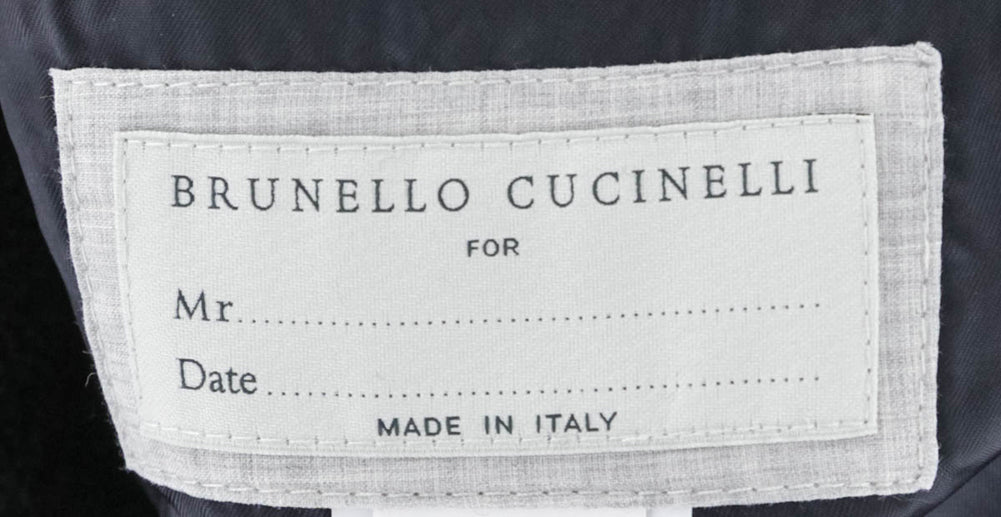 BRUNELLO CUCINELLI
FOR
Mr..............................................
Date............................................
MADE IN ITALY